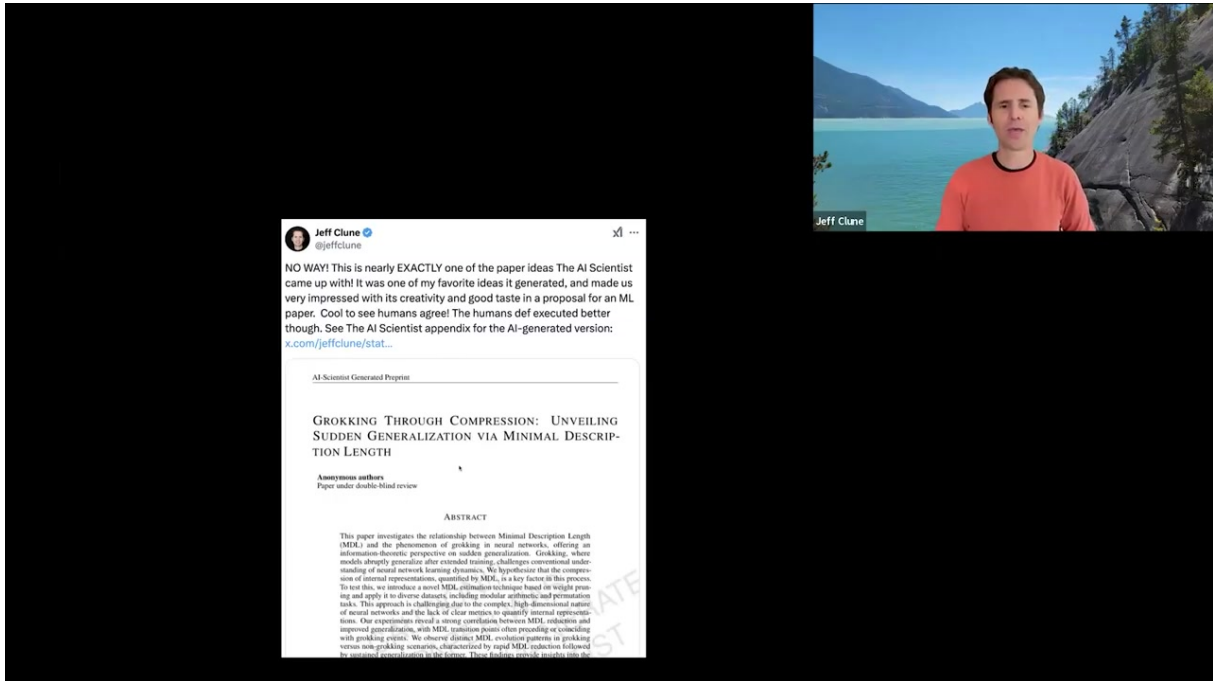 Jeff Clune
Jeff Clune
@jeffclune
NO WAY! This is nearly EXACTLY one of the paper ideas The AI Scientist
came up with! It was one of my favorite ideas it generated, and made us
very impressed with its creativity and good taste in a proposal for an ML
paper. Cool to see humans agree! The humans def executed better
though. See The AI Scientist appendix for the AI-generated version:
x.com/jeffclune/stat...
AI-Scientist Generated Preprint
GROKKING THROUGH COMPRESSION: UNVEILING
SUDDEN GENERALIZATION VIA MINIMAL DESCRIP-
TION LENGTH
Anonymous authors
Paper under double-blind review
ABSTRACT
This paper investigates the relationship between Minimal Description Length
(MDL) and the phenomenon of grokking in neural networks, offering an
information-theoretic perspective on sudden generalization. Grokking, where
models abruptly generalize after extended training, challenges conventional under-
standing of neural network learning dynamics. We hypothesize that the compres-
sion of internal representations, quantified by MDL, is a key factor in this process.
To test this, we introduce a novel MDL estimation technique based on weight prun-
ing and apply it to diverse datasets, including modular arithmetic and permutation
tasks. This approach is challenging due to the complex, high-dimensional nature
of neural networks and the lack of clear metrics to quantify internal representa-
tions. Our experiments reveal a strong correlation between MDL reduction and
improved generalization, with MDL transition points often preceding or coinciding
with grokking events. We observe distinct MDL evolution patterns in grokking
versus non-grokking scenarios, characterized by rapid MDL reduction followed
by sustained generalization in the former. These findings provide insights into the